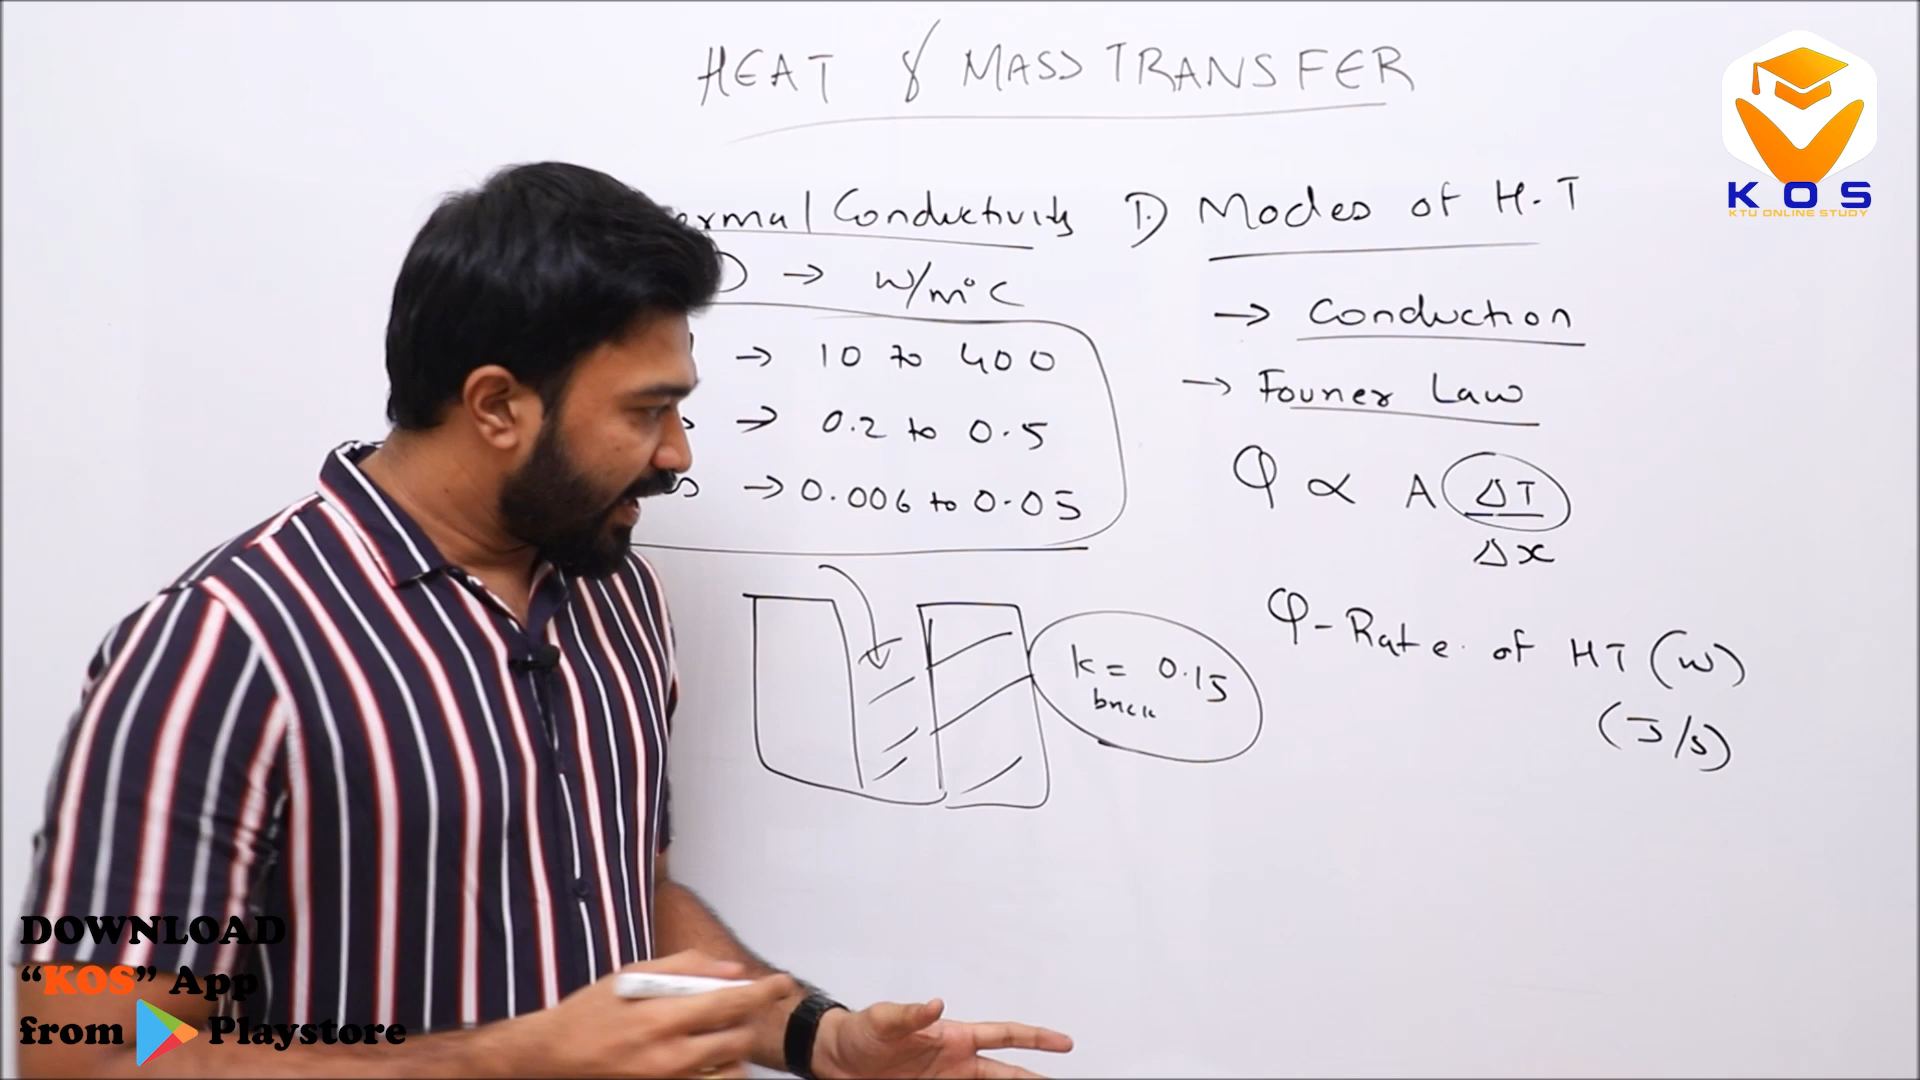 HEAT & MASS TRANSFER
K O S
KTU ONLINE STUDY
ermal Conductivity
→ W/m°C
→ 10 to 400
s → 0.2 to 0.5
s → 0.006 to 0.05
k = 0.15
brick
1) Modes of H.T
→ Conduction
→ Fourier Law
Q ∝ A ΔT
Δx
Q - Rate of HT (W)
(J/s)
DOWNLOAD
“KOS” App
from Playstore